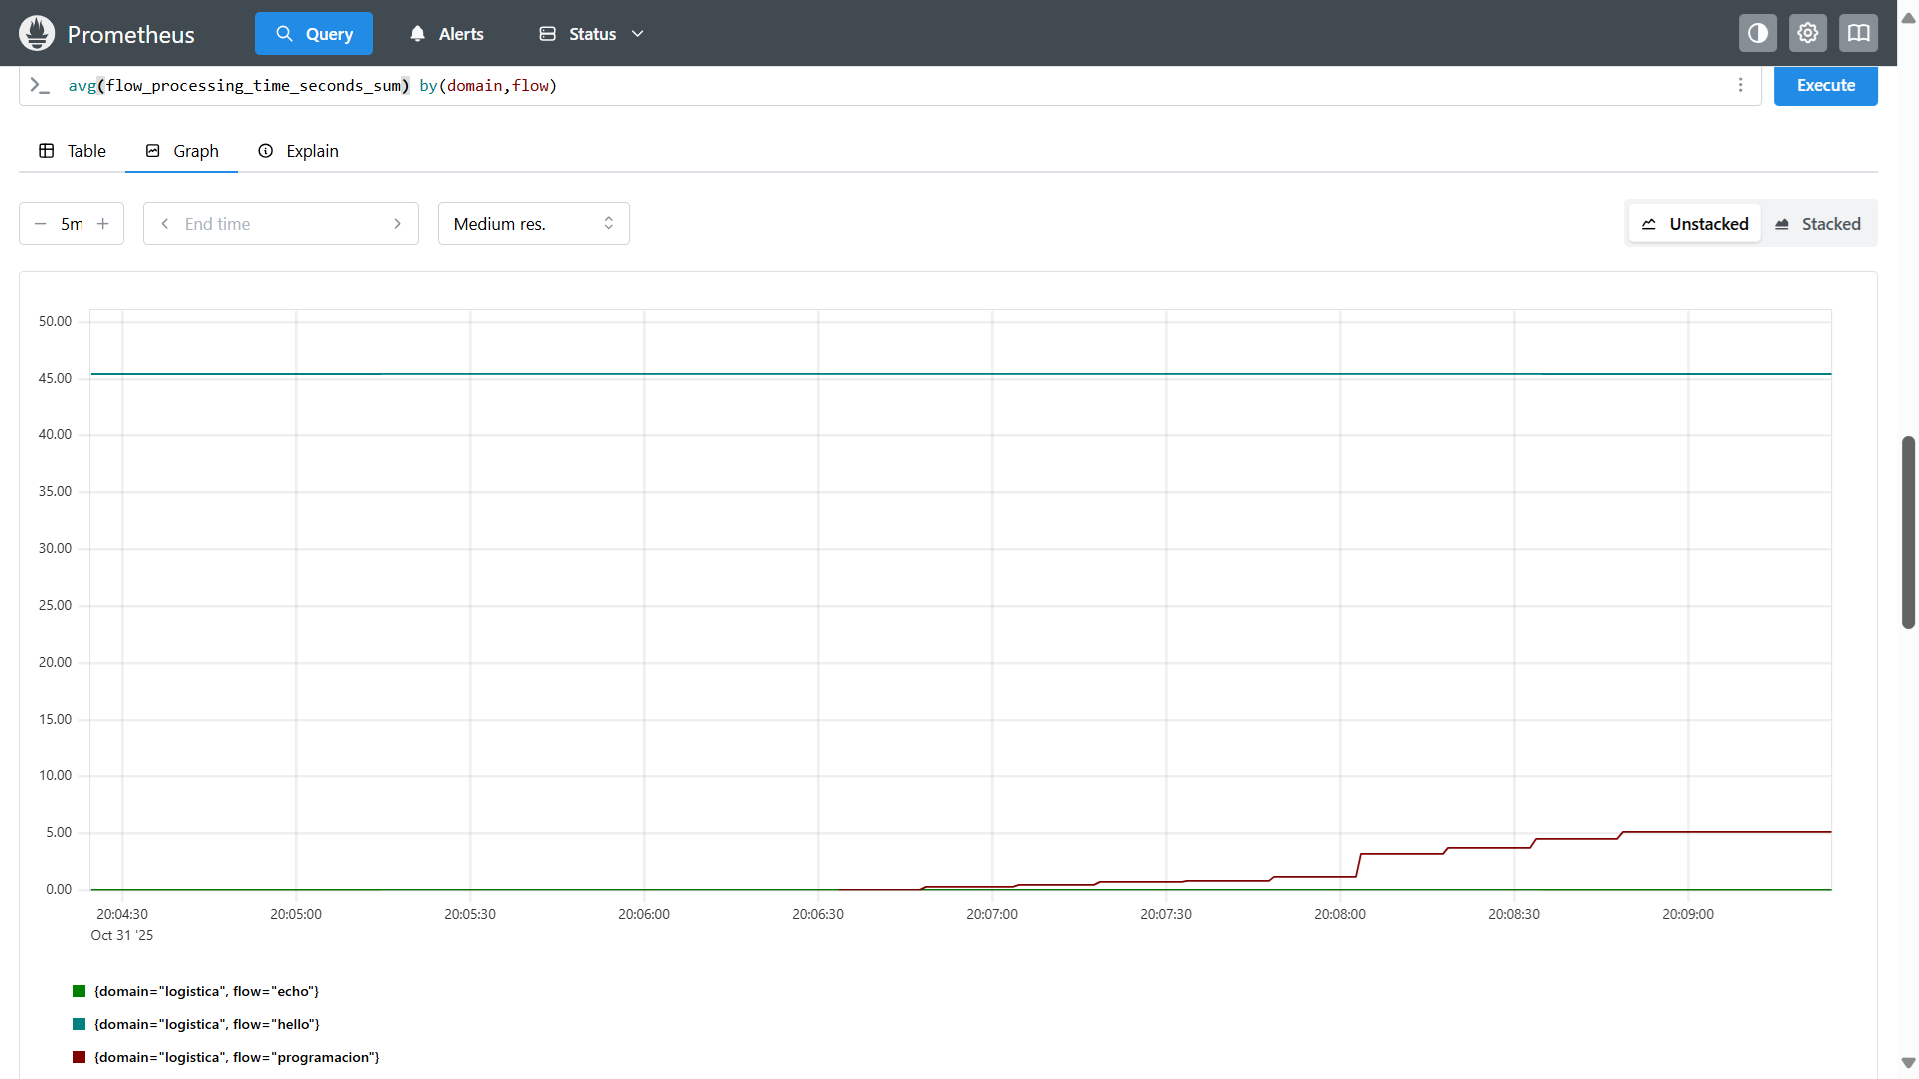 Prometheus Query Alerts Status
avg(flow_processing_time_seconds_sum) by(domain,flow)
Execute
Table Graph Explain
5m End time Medium res. Unstacked Stacked
50.00
45.00
40.00
35.00
30.00
25.00
20.00
15.00
10.00
5.00
0.00
20:04:30 20:05:00 20:05:30 20:06:00 20:06:30 20:07:00 20:07:30 20:08:00 20:08:30 20:09:00
Oct 31 '25
{domain="logistica", flow="echo"}
{domain="logistica", flow="hello"}
{domain="logistica", flow="programacion"}